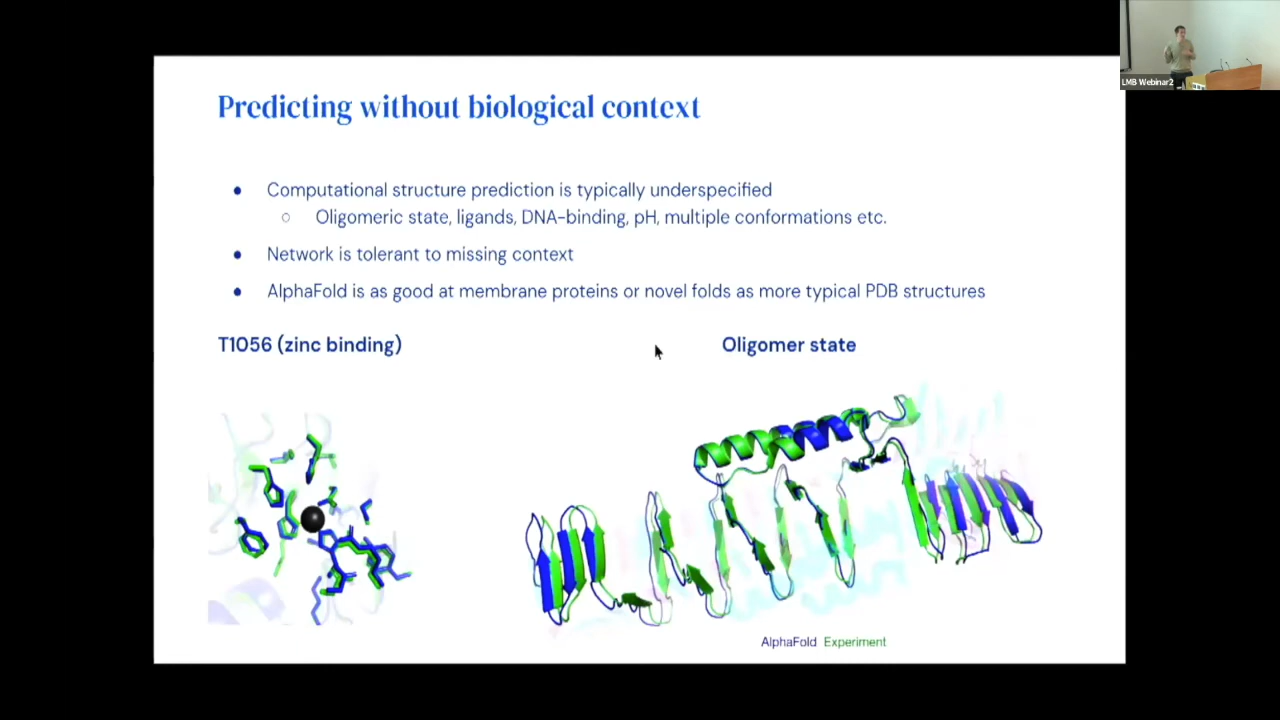 LMB Webinar2
Predicting without biological context
● Computational structure prediction is typically underspecified
○ Oligomeric state, ligands, DNA-binding, pH, multiple conformations etc.
● Network is tolerant to missing context
● AlphaFold is as good at membrane proteins or novel folds as more typical PDB structures
T1056 (zinc binding)
Oligomer state
AlphaFold Experiment